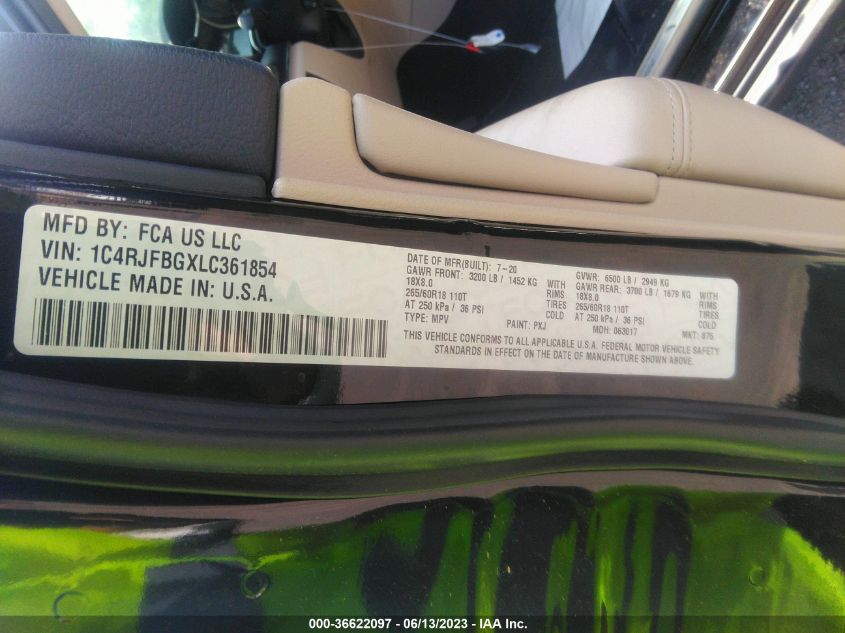 MFD BY: FCA US LLC
VIN: 1C4RJFBGXLC361854
VEHICLE MADE IN: U.S.A.
DATE OF MFR(BUILT): 7-20
GVWR: 6500 LB / 2949 KG
GAWR FRONT: 3200 LB / 1452 KG WITH
GAWR REAR: 3700 LB / 1679 KG WITH
18X8.0 RIMS
18X8.0 RIMS
265/60R18 110T TIRES
265/60R18 110T TIRES
AT 250 kPa / 36 PSI COLD
AT 250 kPa / 36 PSI COLD
TYPE: MPV PAINT: PXJ MDH: 063017 MKT: 876
THIS VEHICLE CONFORMS TO ALL APPLICABLE U.S.A. FEDERAL MOTOR VEHICLE SAFETY
STANDARDS IN EFFECT ON THE DATE OF MANUFACTURE SHOWN ABOVE.
000-36622097 - 06/13/2023 - IAA Inc.